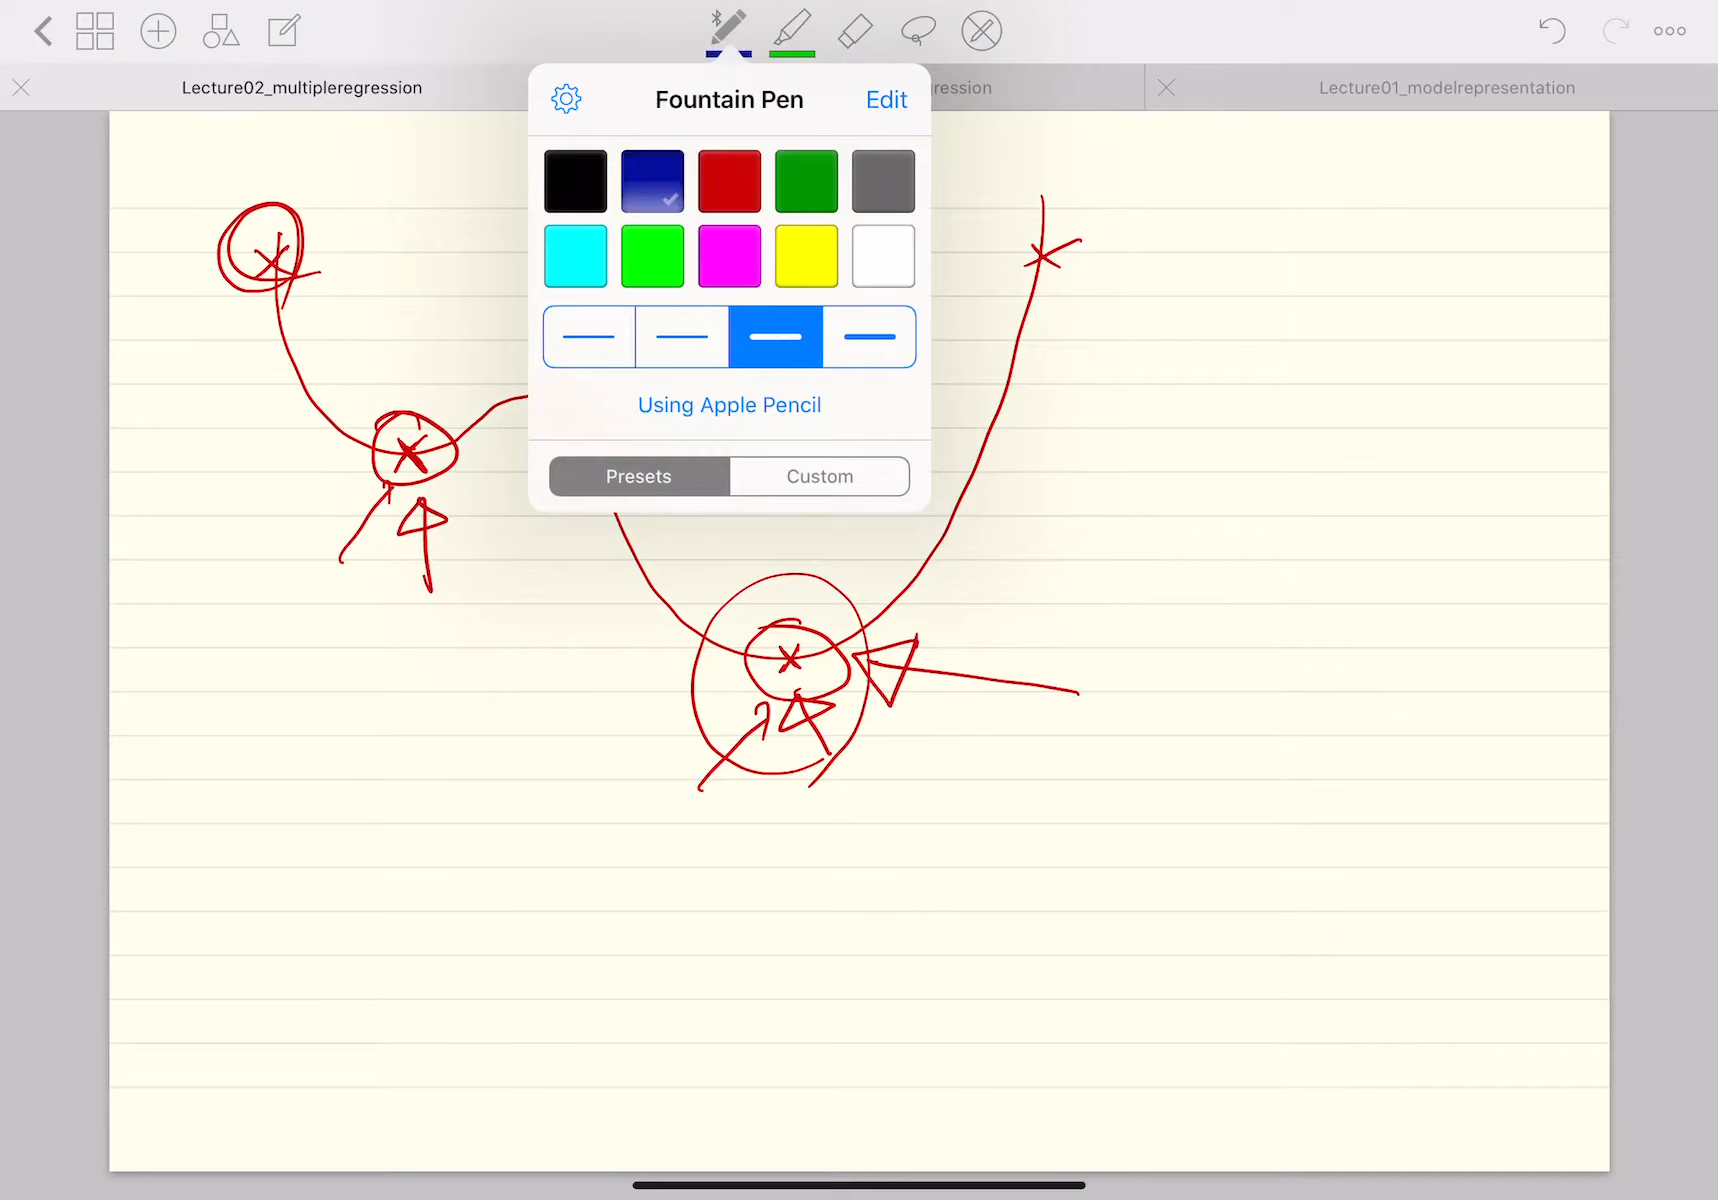 Lecture02_multipleregression
ression
Lecture01_modelrepresentation
Fountain Pen
Edit
Using Apple Pencil
Presets
Custom